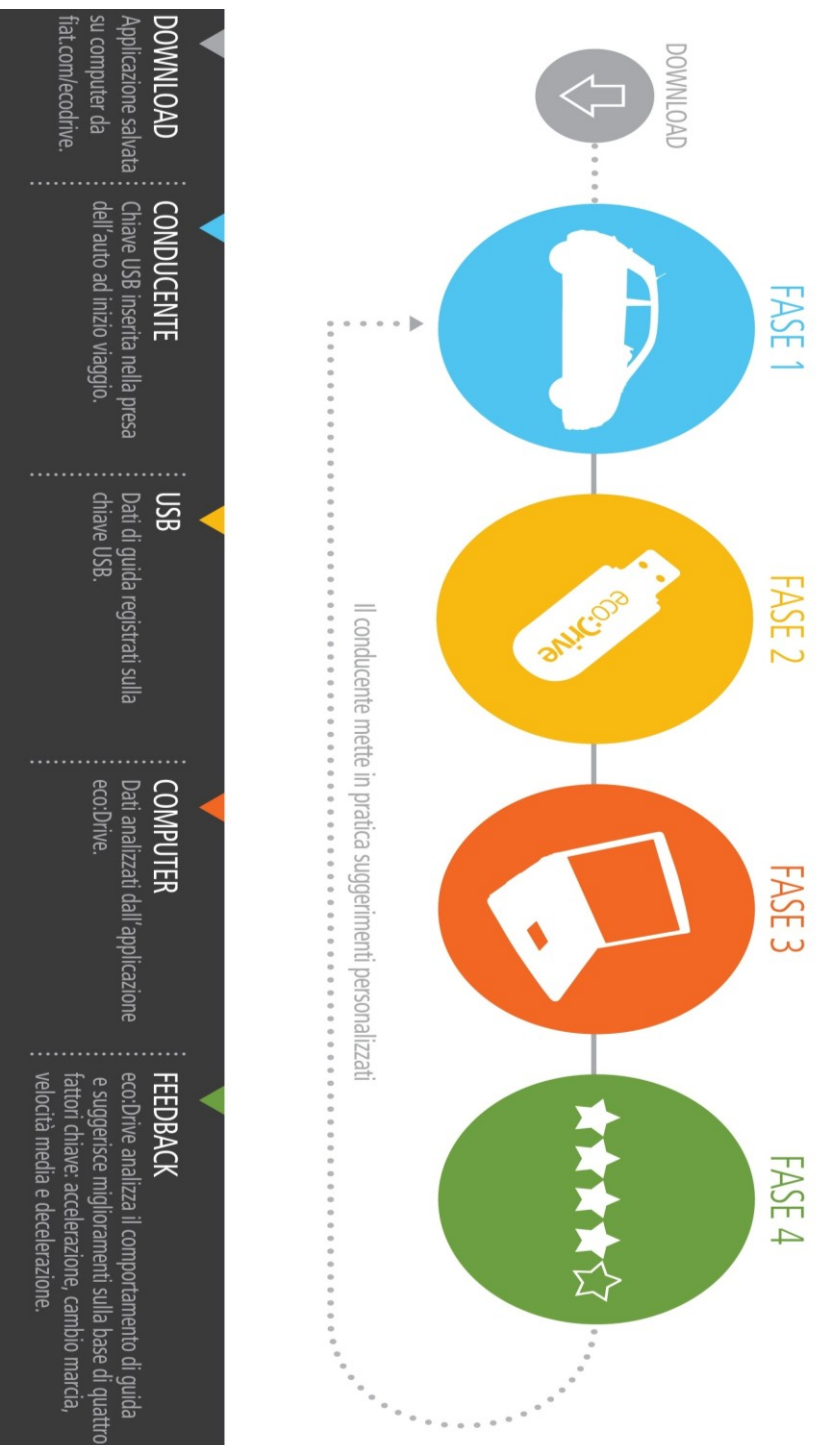 DOWNLOAD
FASE 1
FASE 2
FASE 3
FASE 4
eco:Drive
Il conducente mette in pratica suggerimenti personalizzati
DOWNLOAD
Applicazione salvata
su computer da
fiat.com/ecodrive.
CONDUCENTE
Chiave USB inserita nella presa
dell'auto ad inizio viaggio.
USB
Dati di guida registrati sulla
chiave USB.
COMPUTER
Dati analizzati dall'applicazione
eco:Drive.
FEEDBACK
eco:Drive analizza il comportamento di guida
e suggerisce miglioramenti sulla base di quattro
fattori chiave: accelerazione, cambio marcia,
velocità media e decelerazione.